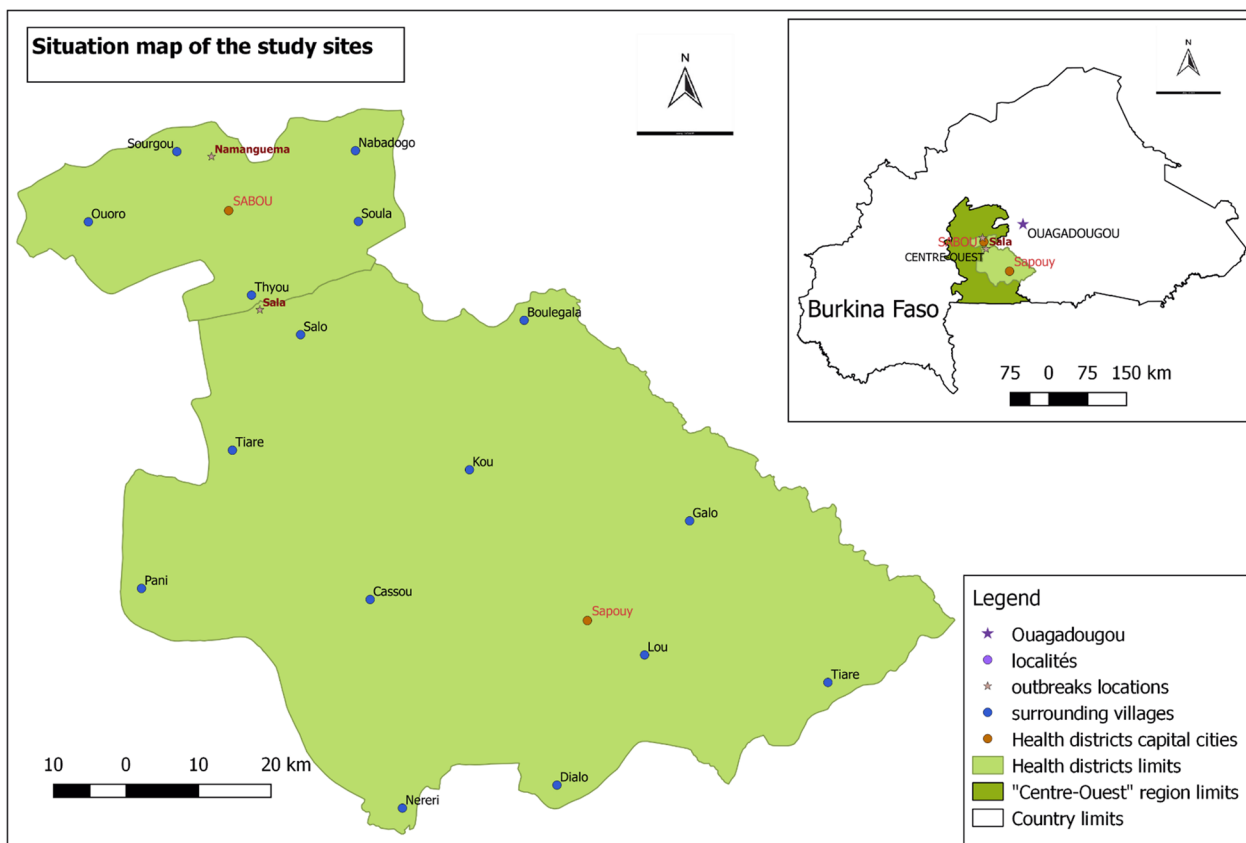 Situation map of the study sites
N
N
Sourgou
Namanguema
Nabadogo
SABOU
Ouoro
Soula
Thyou
Sala
Salo
Boulegala
Tiare
Kou
Galo
Pani
Cassou
Sapouy
Lou
Tiare
Dialo
Nereri
10 0 10 20 km
OUAGADOUGOU
SABOU
Sala
CENTRE-OUEST
Sapouy
Burkina Faso
75 0 75 150 km
Legend
Ouagadougou
localités
outbreaks locations
surrounding villages
Health districts capital cities
Health districts limits
"Centre-Ouest" region limits
Country limits